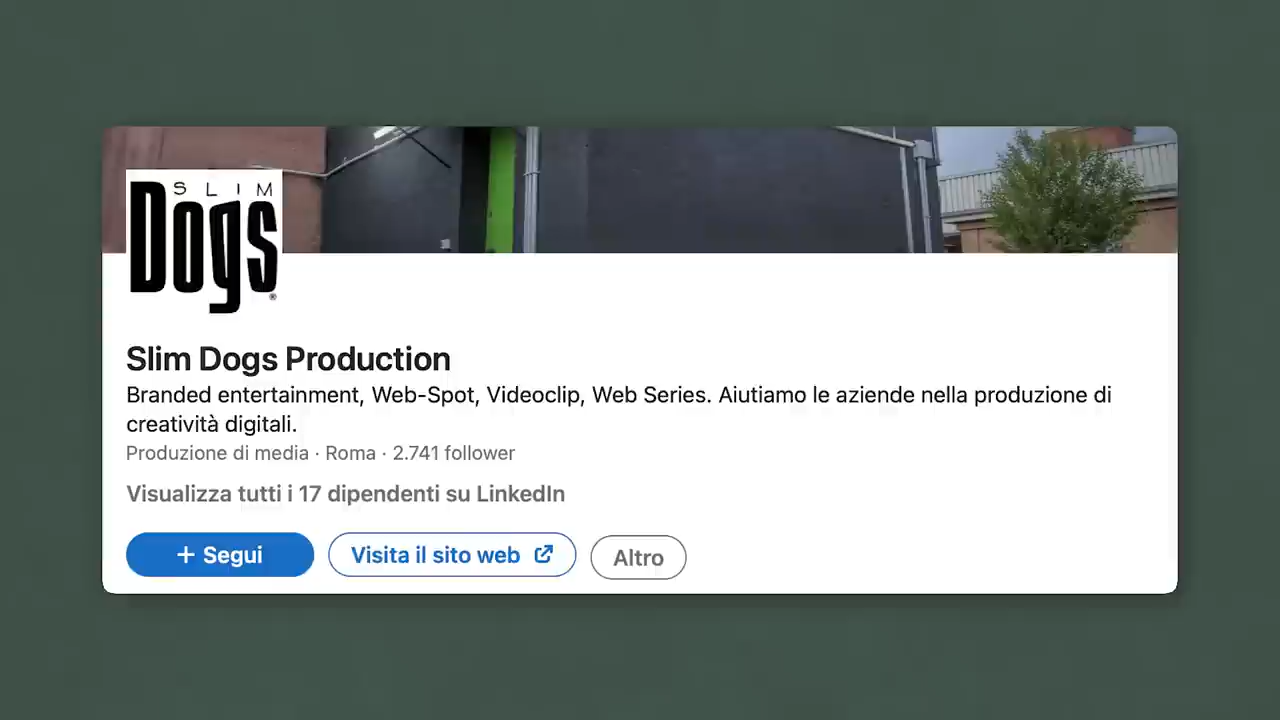 SLIM
Dogs®
Slim Dogs Production
Branded entertainment, Web-Spot, Videoclip, Web Series. Aiutiamo le aziende nella produzione di
creatività digitali.
Produzione di media · Roma · 2.741 follower
Visualizza tutti i 17 dipendenti su LinkedIn
+ Segui
Visita il sito web
Altro